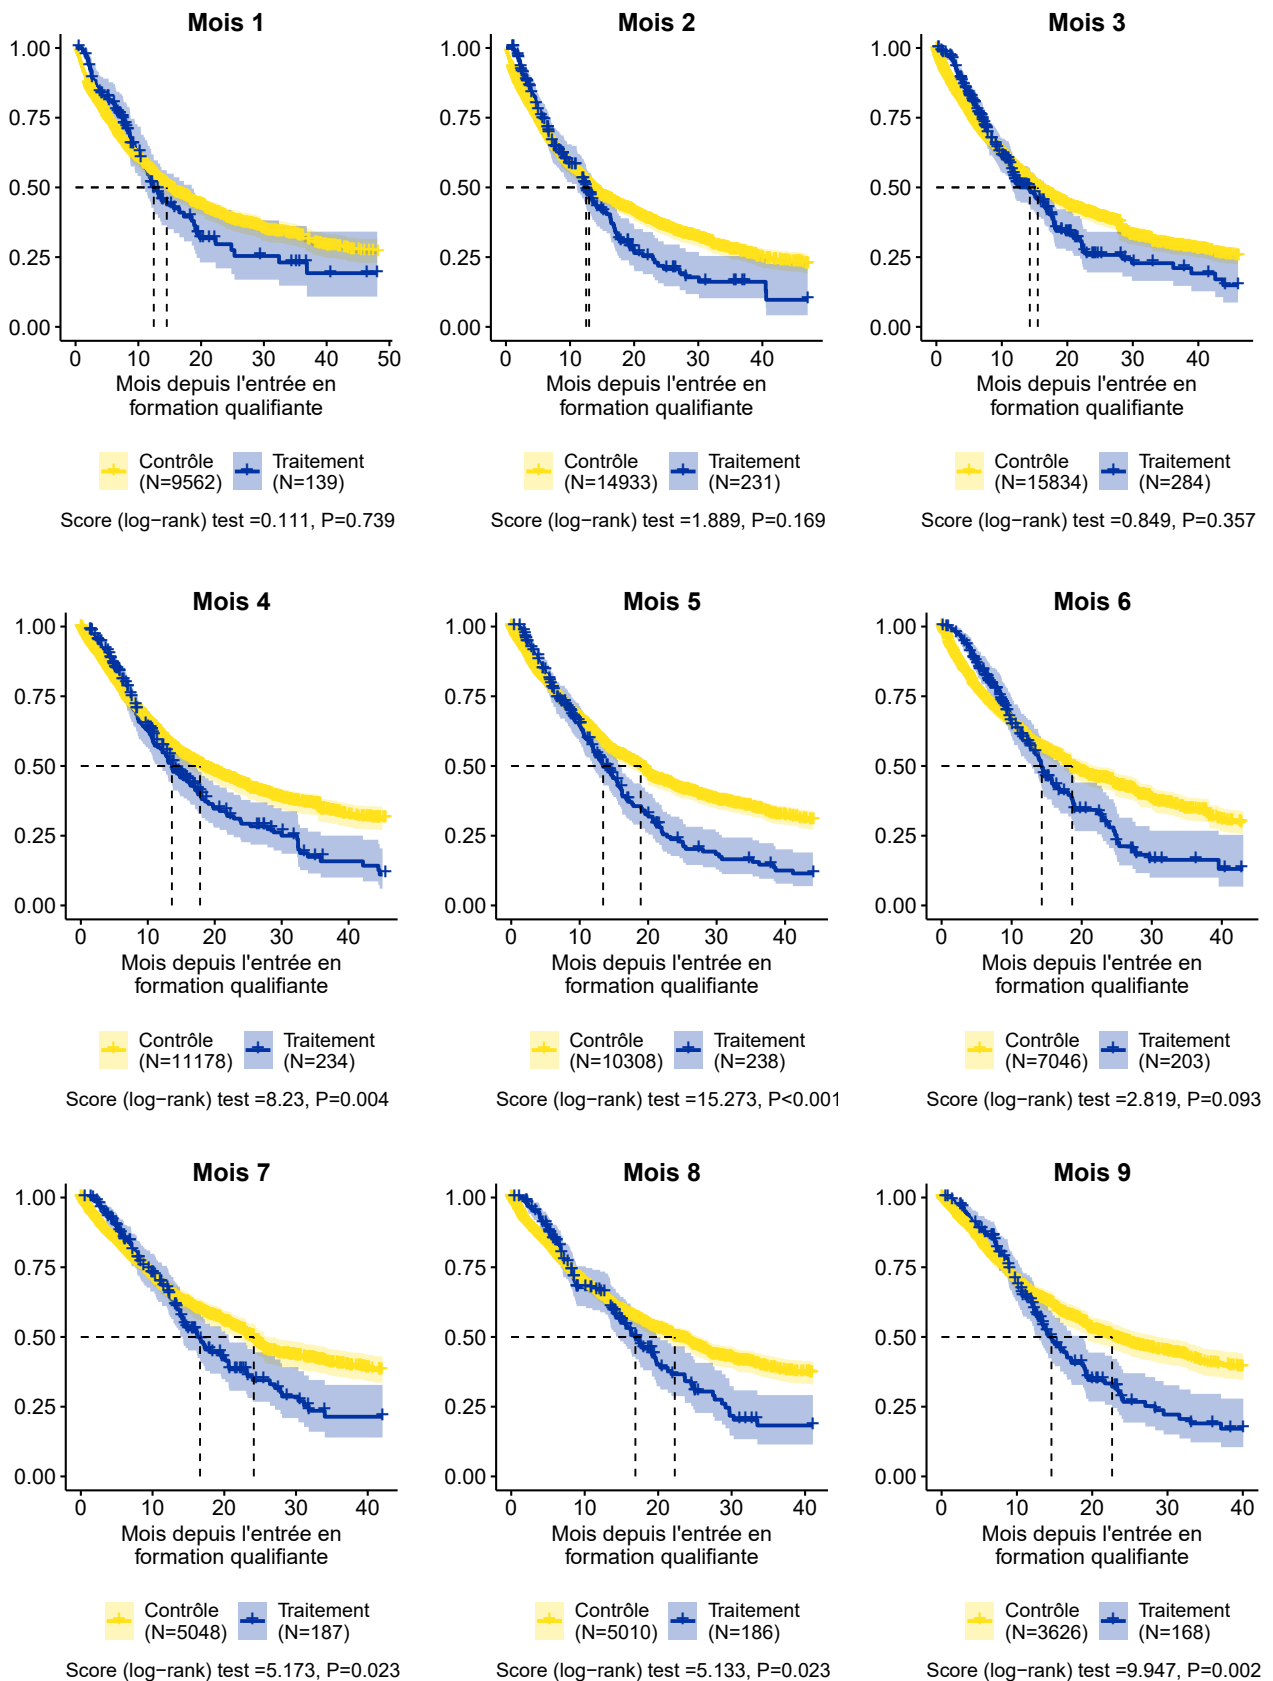 Mois 1
1.00
0.75
0.50
0.25
0.00
0 10 20 30 40 50
Mois depuis l'entrée en
formation qualifiante
Contrôle
(N=9562)
Traitement
(N=139)
Score (log−rank) test =0.111, P=0.739
Mois 2
1.00
0.75
0.50
0.25
0.00
0 10 20 30 40
Mois depuis l'entrée en
formation qualifiante
Contrôle
(N=14933)
Traitement
(N=231)
Score (log−rank) test =1.889, P=0.169
Mois 3
1.00
0.75
0.50
0.25
0.00
0 10 20 30 40
Mois depuis l'entrée en
formation qualifiante
Contrôle
(N=15834)
Traitement
(N=284)
Score (log−rank) test =0.849, P=0.357
Mois 4
1.00
0.75
0.50
0.25
0.00
0 10 20 30 40
Mois depuis l'entrée en
formation qualifiante
Contrôle
(N=11178)
Traitement
(N=234)
Score (log−rank) test =8.23, P=0.004
Mois 5
1.00
0.75
0.50
0.25
0.00
0 10 20 30 40
Mois depuis l'entrée en
formation qualifiante
Contrôle
(N=10308)
Traitement
(N=238)
Score (log−rank) test =15.273, P<0.001
Mois 6
1.00
0.75
0.50
0.25
0.00
0 10 20 30 40
Mois depuis l'entrée en
formation qualifiante
Contrôle
(N=7046)
Traitement
(N=203)
Score (log−rank) test =2.819, P=0.093
Mois 7
1.00
0.75
0.50
0.25
0.00
0 10 20 30 40
Mois depuis l'entrée en
formation qualifiante
Contrôle
(N=5048)
Traitement
(N=187)
Score (log−rank) test =5.173, P=0.023
Mois 8
1.00
0.75
0.50
0.25
0.00
0 10 20 30 40
Mois depuis l'entrée en
formation qualifiante
Contrôle
(N=5010)
Traitement
(N=186)
Score (log−rank) test =5.133, P=0.023
Mois 9
1.00
0.75
0.50
0.25
0.00
0 10 20 30 40
Mois depuis l'entrée en
formation qualifiante
Contrôle
(N=3626)
Traitement
(N=168)
Score (log−rank) test =9.947, P=0.002